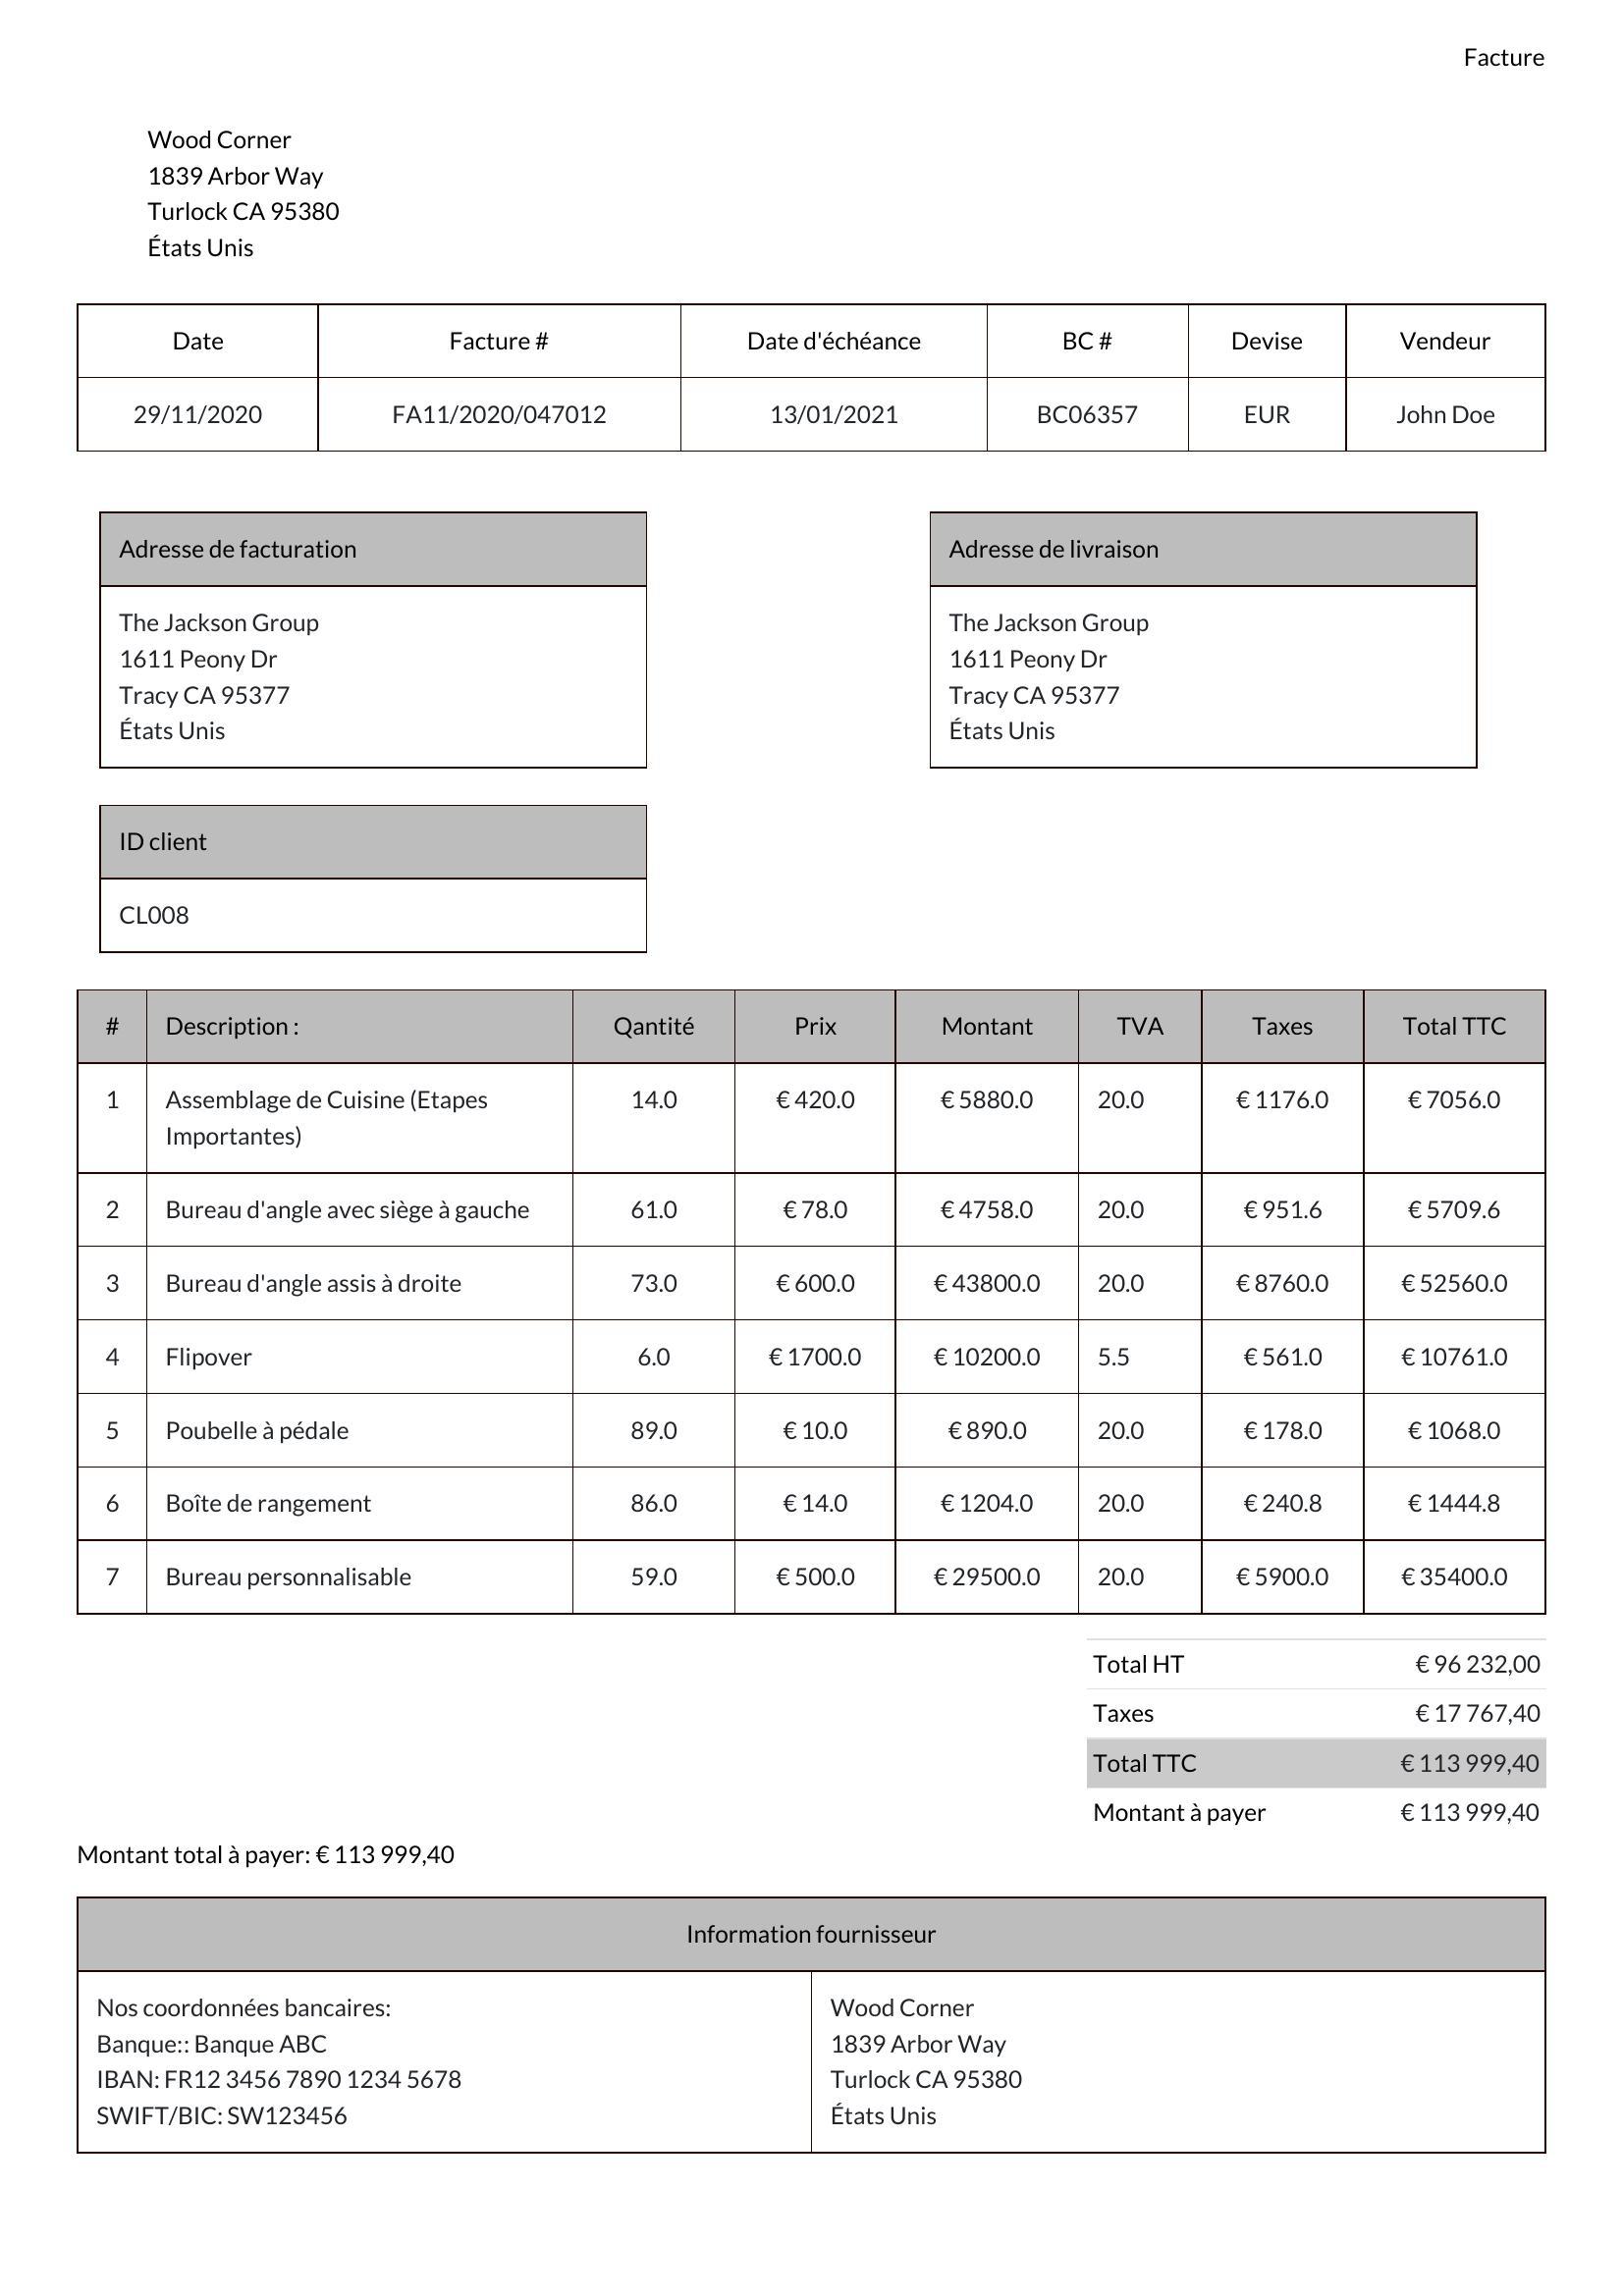 Facture
Wood Corner
1839 Arbor Way
Turlock CA 95380
États Unis
Date Facture # Date d'échéance BC # Devise Vendeur
29/11/2020 FA11/2020/047012 13/01/2021 BC06357 EUR John Doe
Adresse de facturation
The Jackson Group
1611 Peony Dr
Tracy CA 95377
États Unis
Adresse de livraison
The Jackson Group
1611 Peony Dr
Tracy CA 95377
États Unis
ID client
CL008
# Description : Qantité Prix Montant TVA Taxes Total TTC
1 Assemblage de Cuisine (Etapes 14.0 € 420.0 € 5880.0 20.0 € 1176.0 € 7056.0
Importantes)
2 Bureau d'angle avec siège à gauche 61.0 € 78.0 € 4758.0 20.0 € 951.6 € 5709.6
3 Bureau d'angle assis à droite 73.0 € 600.0 € 43800.0 20.0 € 8760.0 € 52560.0
4 Flipover 6.0 € 1700.0 € 10200.0 5.5 € 561.0 € 10761.0
5 Poubelle à pédale 89.0 € 10.0 € 890.0 20.0 € 178.0 € 1068.0
6 Boîte de rangement 86.0 € 14.0 € 1204.0 20.0 € 240.8 € 1444.8
7 Bureau personnalisable 59.0 € 500.0 € 29500.0 20.0 € 5900.0 € 35400.0
Total HT € 96 232,00
Taxes € 17 767,40
Total TTC € 113 999,40
Montant à payer € 113 999,40
Montant total à payer: € 113 999,40
Information fournisseur
Nos coordonnées bancaires:
Banque:: Banque ABC
IBAN: FR12 3456 7890 1234 5678
SWIFT/BIC: SW123456
Wood Corner
1839 Arbor Way
Turlock CA 95380
États Unis